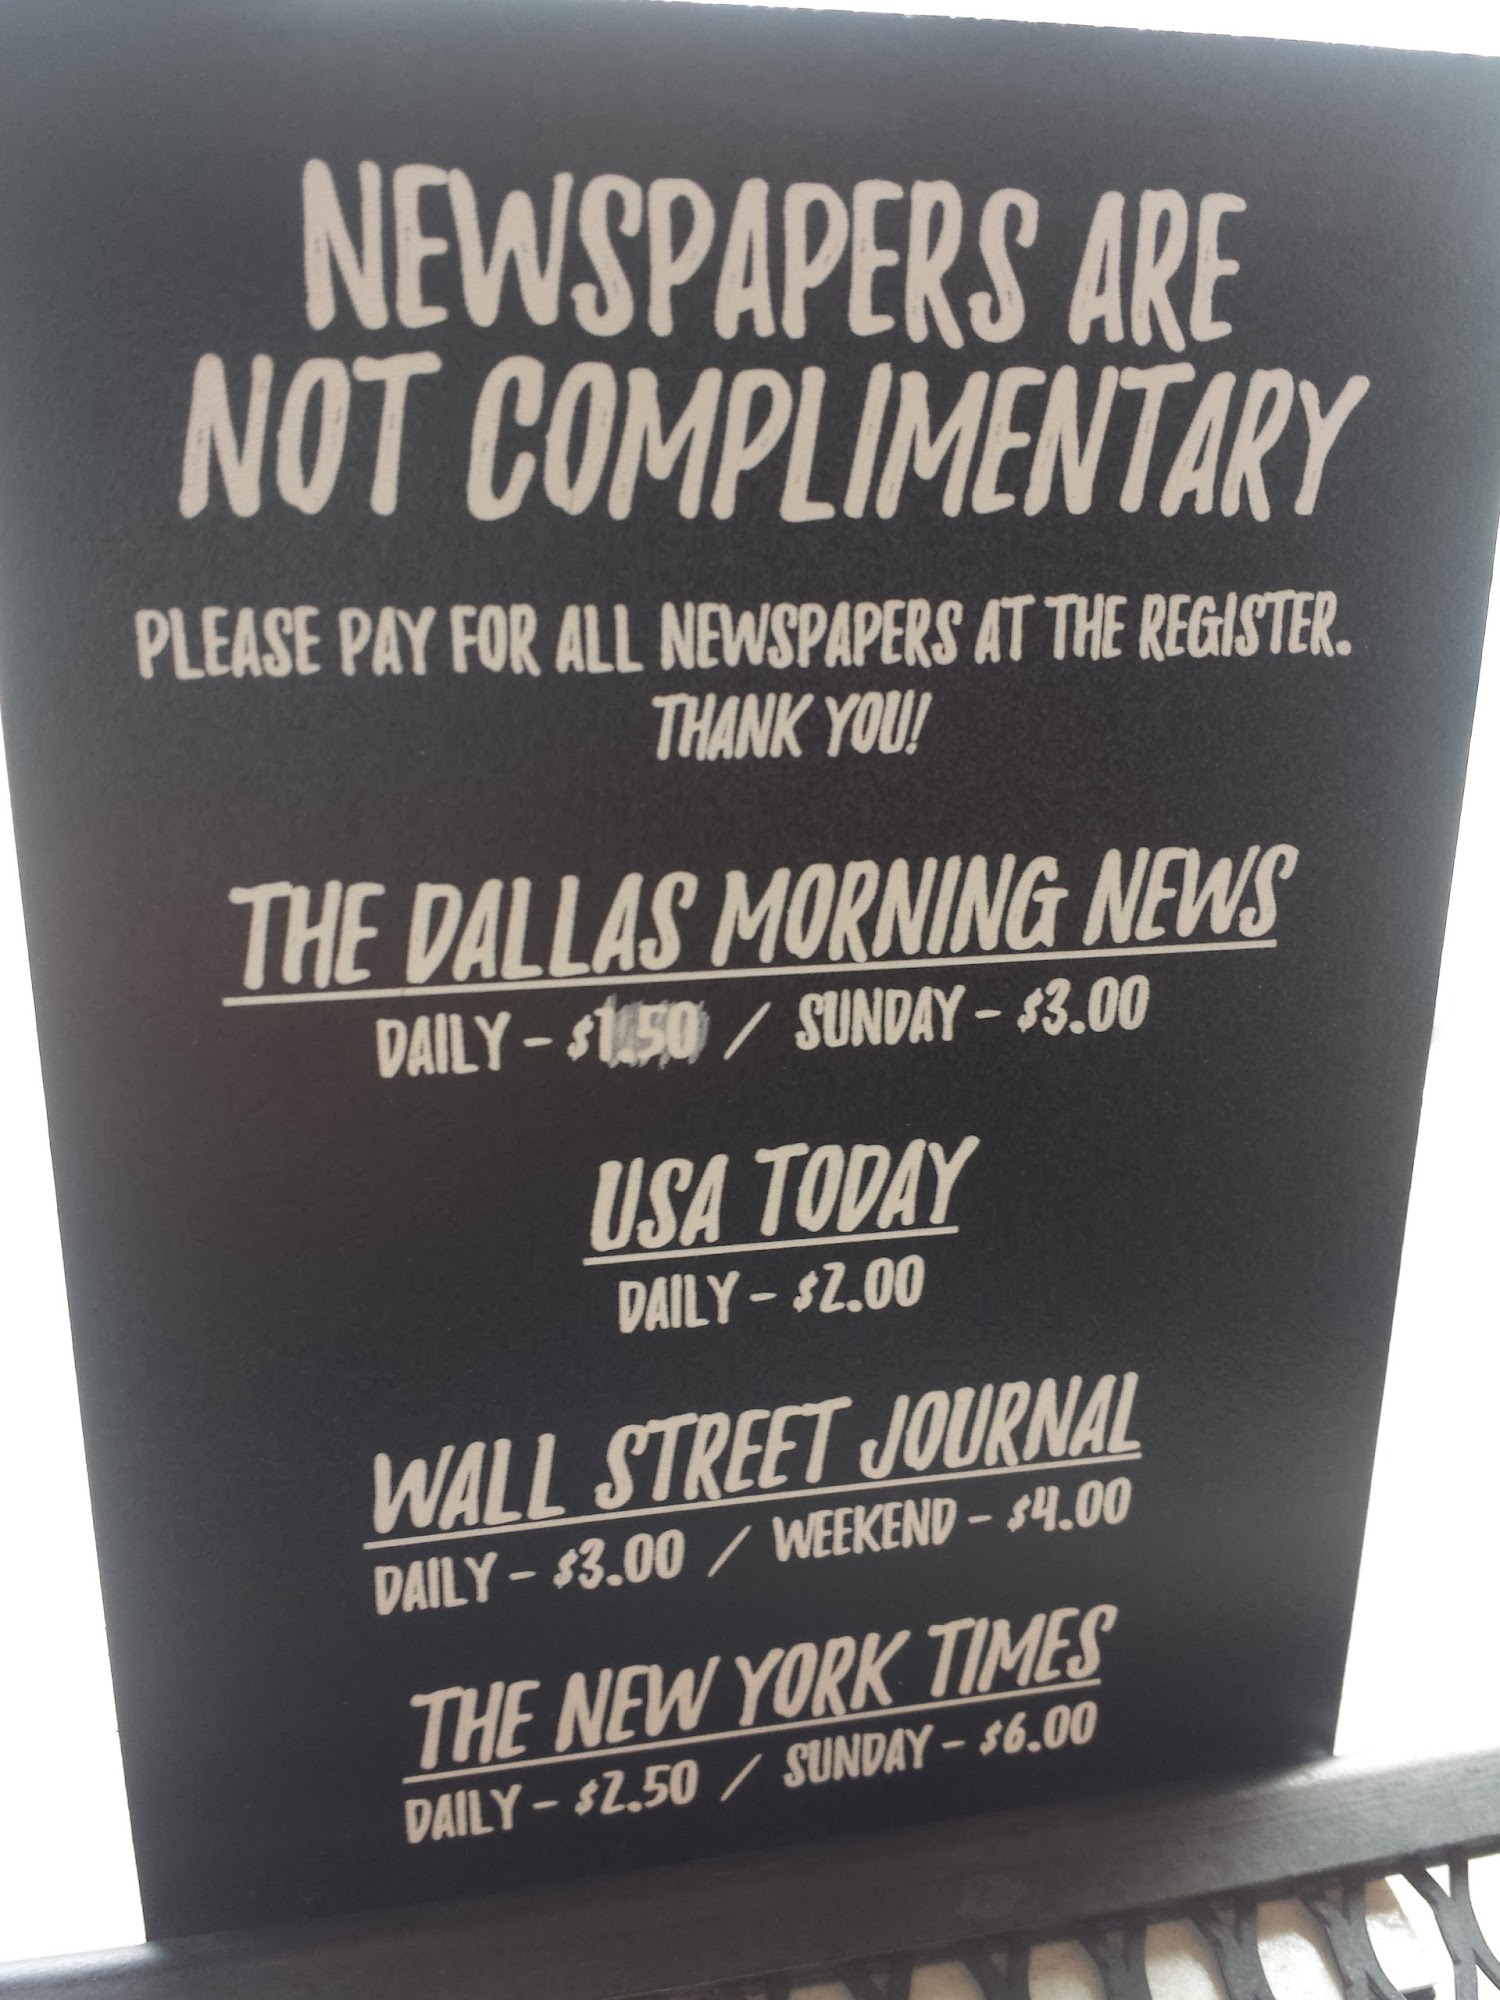 NEWSPAPERS ARE
NOT COMPLIMENTARY
PLEASE PAY FOR ALL NEWSPAPERS AT THE REGISTER.
THANK YOU!
THE DALLAS MORNING NEWS
DAILY - $1.50 / SUNDAY - $3.00
USA TODAY
DAILY - $2.00
WALL STREET JOURNAL
DAILY - $3.00 / WEEKEND - $4.00
THE NEW YORK TIMES
DAILY - $2.50 / SUNDAY - $6.00